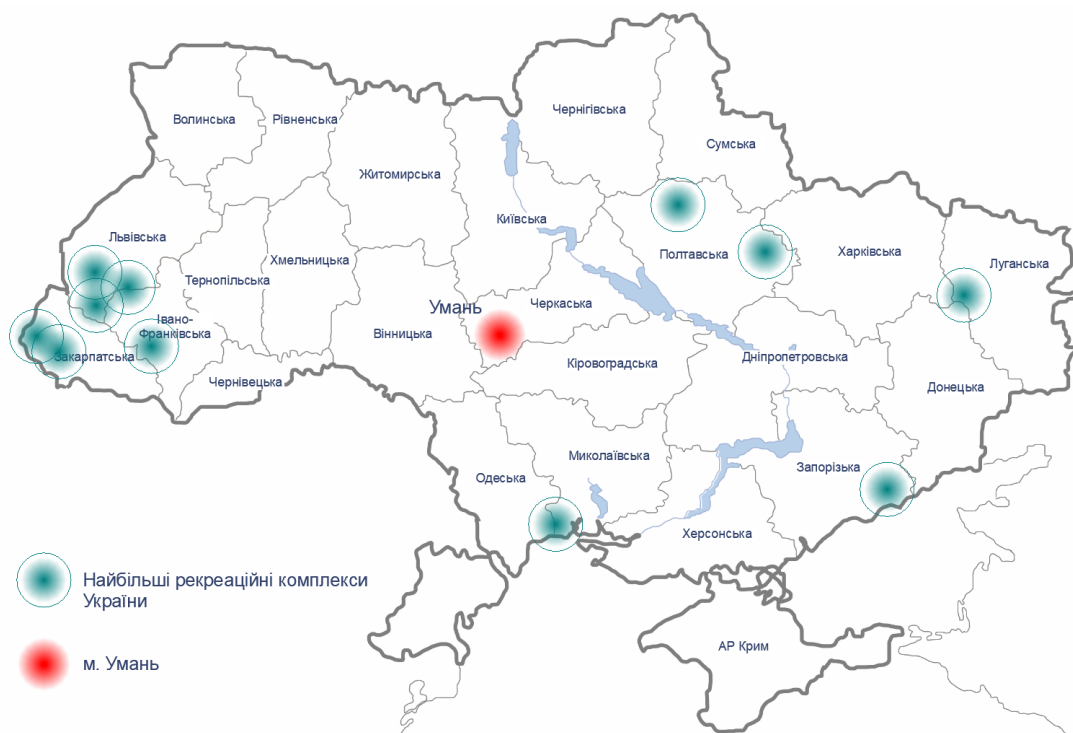 Чернігівська
Волинська
Рівненська
Сумська
Житомирська
Київська
Львівська
Полтавська
Харківська
Хмельницька
Луганська
Тернопільська
Умань
Черкаська
Івано-
Франківська
Вінницька
Закарпатська
Кіровоградська
Дніпропетровська
Чернівецька
Донецька
Миколаївська
Запорізька
Одеська
Херсонська
Найбільші рекреаційні комплекси
України
АР Крим
м. Умань